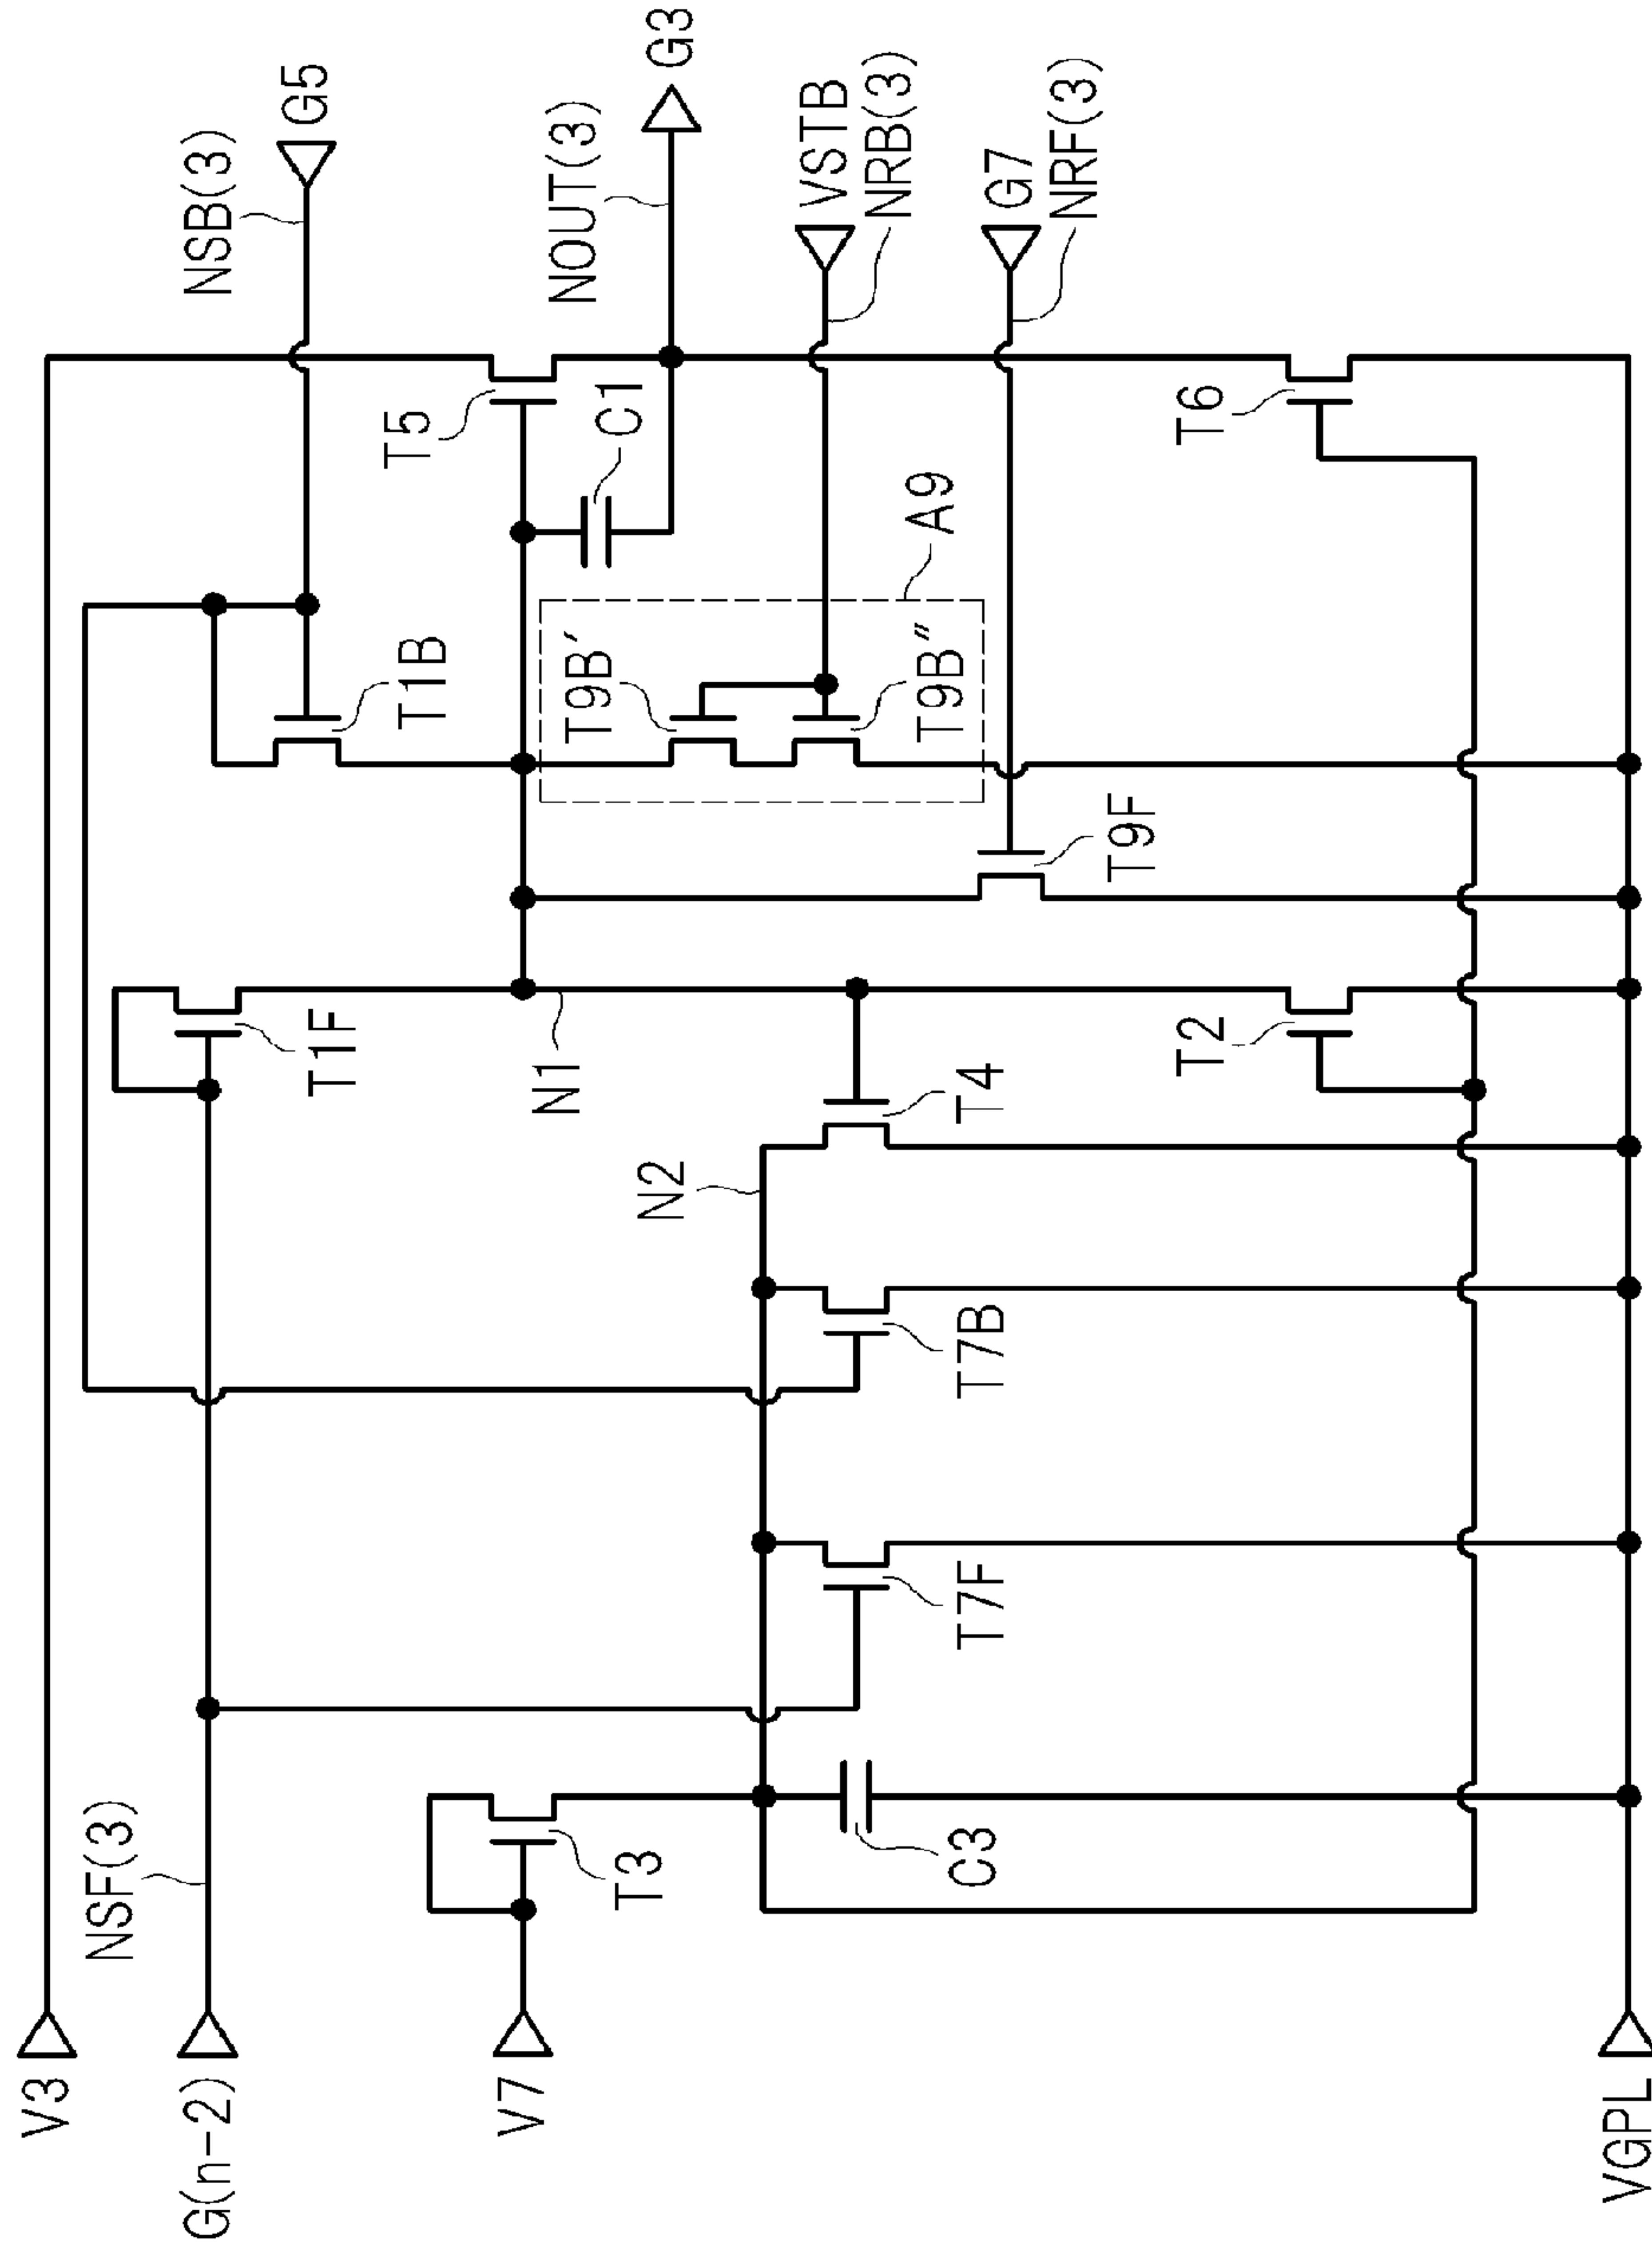 V3
G(n-2)
NSF(3)
V7
VGPL
T3
C3
T7F
T7B
N2
T4
T2
T1F
N1
T9F
T1B
T9B′
T9B″
A9
C1
T5
T6
NSB(3)
G5
NOUT(3)
G3
VSTB
NRB(3)
G7
NRF(3)